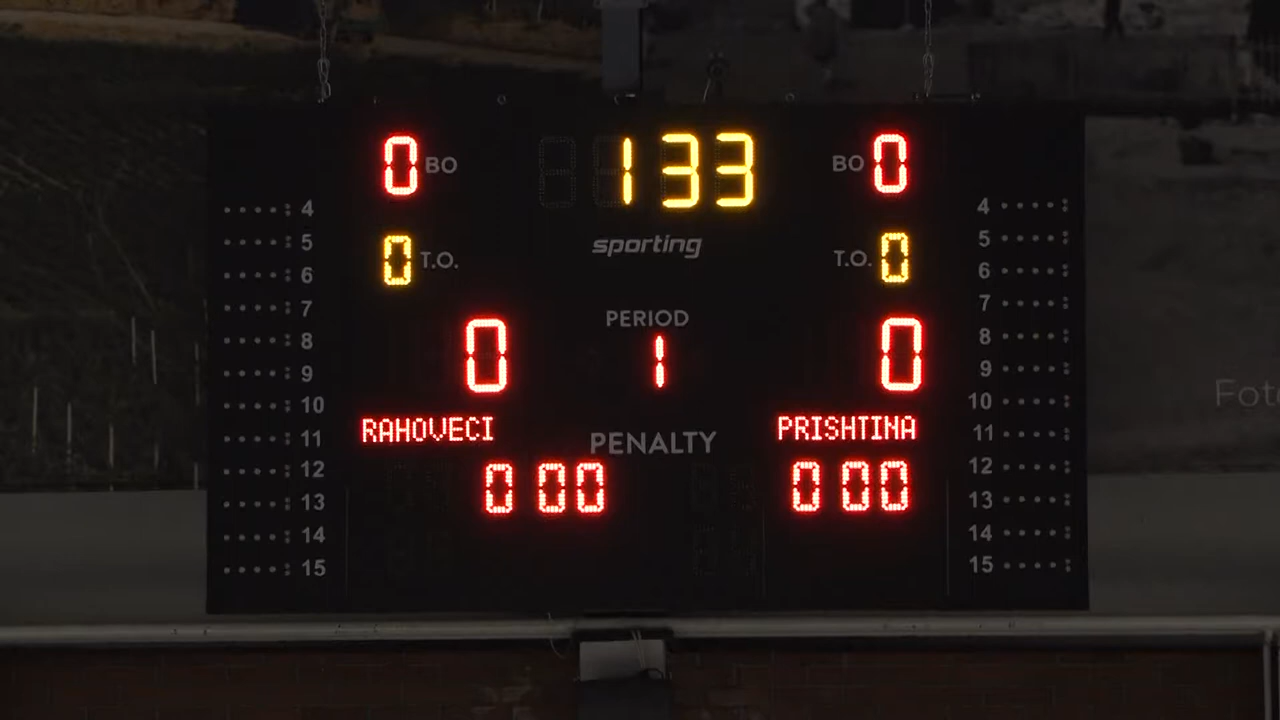 0 BO 133 BO 0
sporting
0 T.O. T.O. 0
PERIOD
0 1 0
RAHOVECI PRISHTINA
PENALTY
0 00 0 00
4 4
5 5
6 6
7 7
8 8
9 9
10 10
11 11
12 12
13 13
14 14
15 15